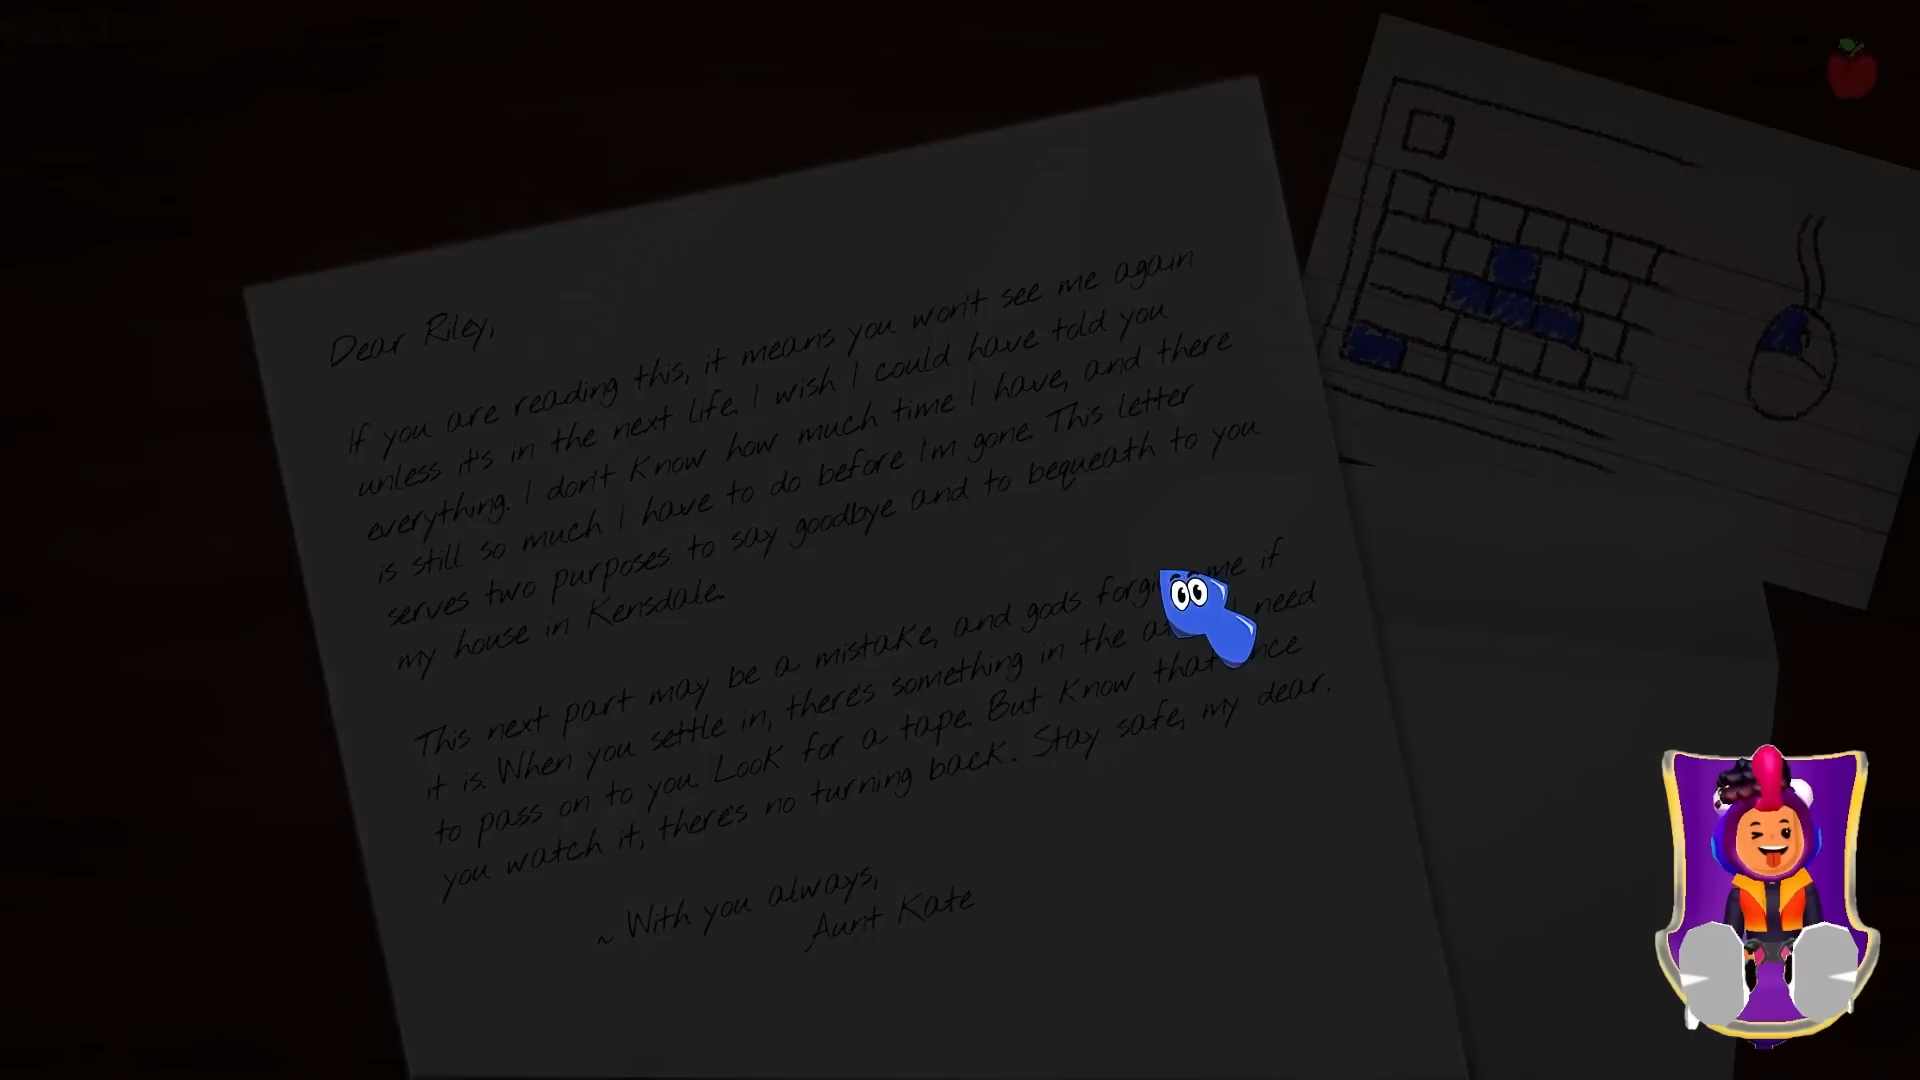 Dear Riley,
If you are reading this, it means you won't see me again
unless it's in the next life. I wish I could have told you
everything. I don't know how much time I have, and there
is still so much I have to do before I'm gone. This letter
serves two purposes to say goodbye and to bequeath to you
my house in Kensdale.
This next part may be a mistake, and gods me if
it is. When you settle in, there's something in the need
to pass on to you. Look for a tape. But know that
you watch it, there's no turning back. Stay safe, my dear.
~ With you always,
Aunt Kate